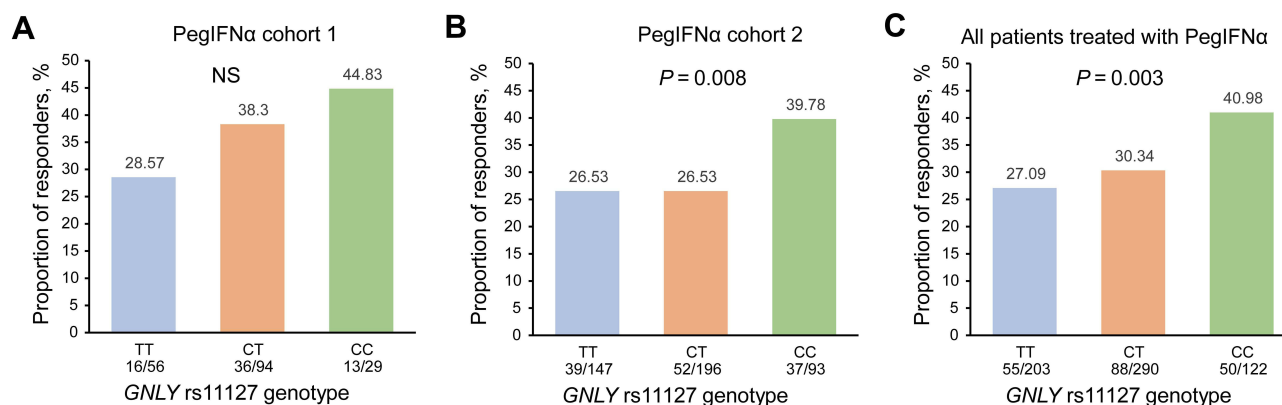 A
PegIFNα cohort 1
NS
Proportion of responders, %
50
45
40
35
30
25
20
15
10
5
0
28.57
38.3
44.83
TT
16/56
CT
36/94
CC
13/29
GNLY rs11127 genotype
B
PegIFNα cohort 2
P = 0.008
Proportion of responders, %
50
45
40
35
30
25
20
25
10
5
0
26.53
26.53
39.78
TT
39/147
CT
52/196
CC
37/93
GNLY rs11127 genotype
C
All patients treated with PegIFNα
P = 0.003
Proportion of responders, %
50
45
40
35
30
25
20
25
10
5
0
27.09
30.34
40.98
TT
55/203
CT
88/290
CC
50/122
GNLY rs11127 genotype